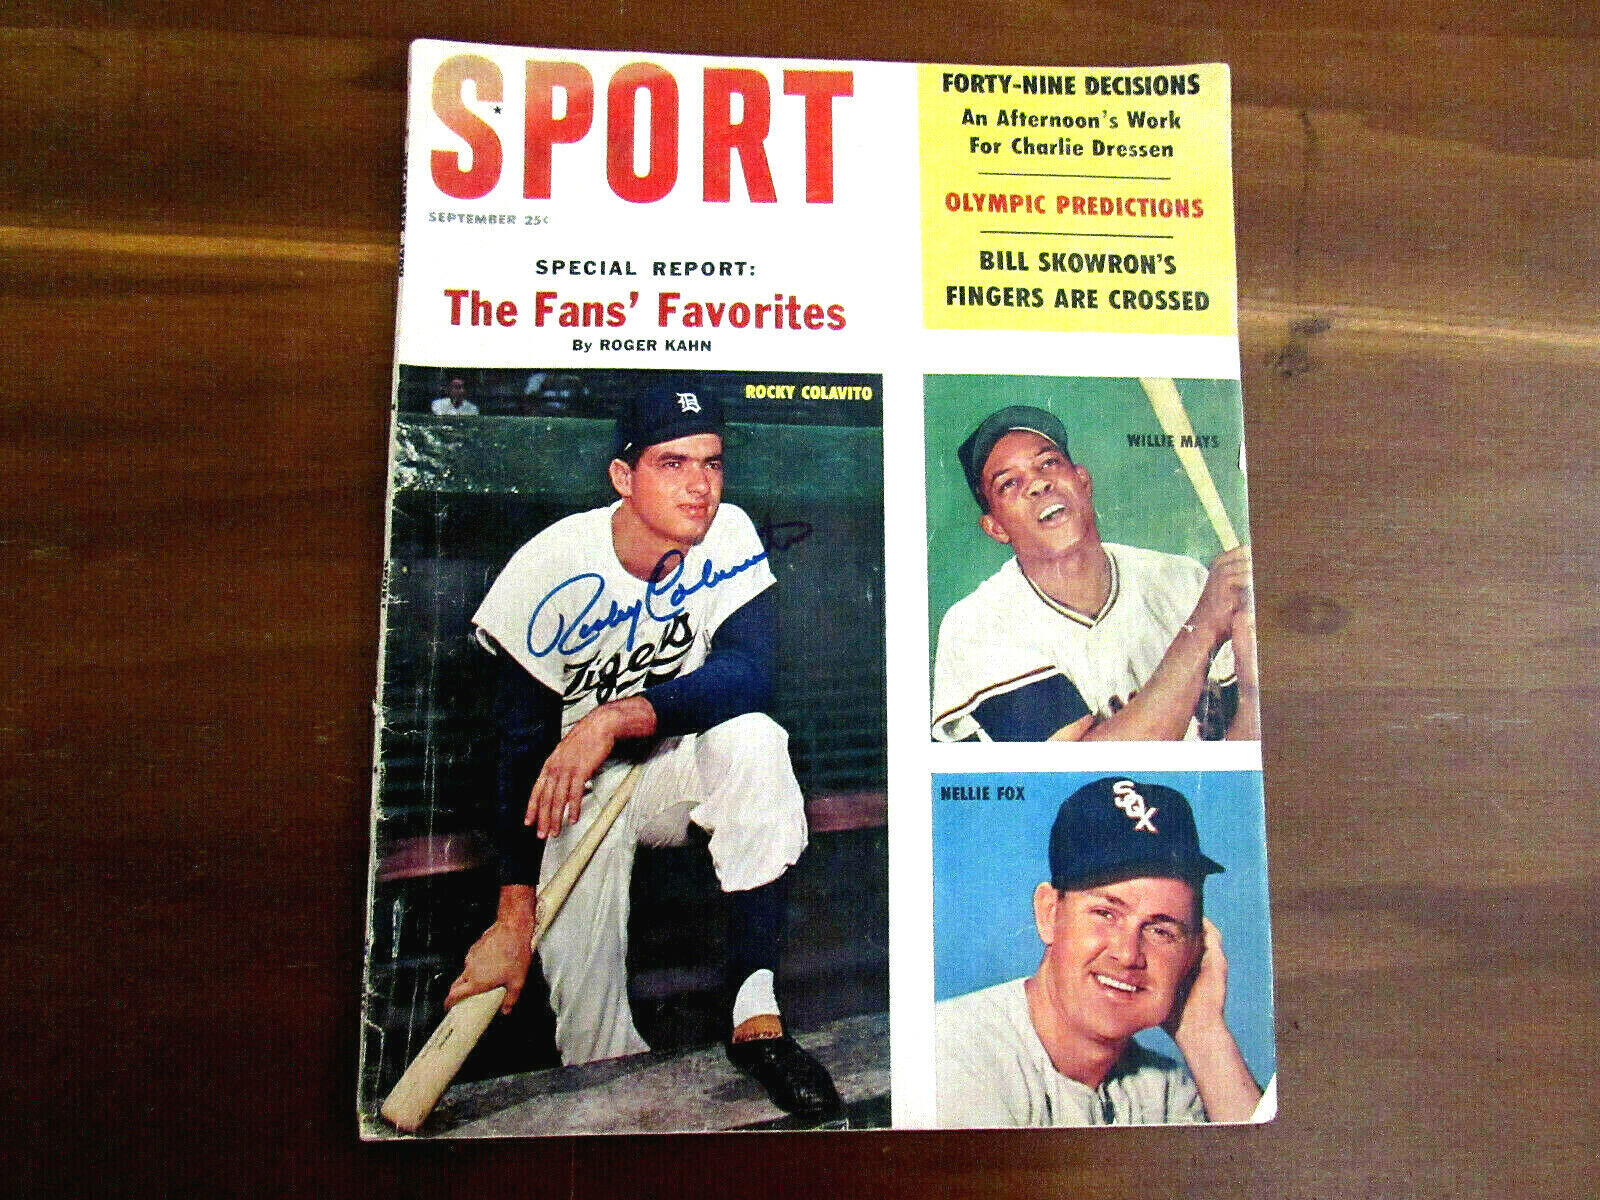 SPORT
SEPTEMBER 25¢
SPECIAL REPORT:
The Fans' Favorites
By ROGER KAHN
FORTY-NINE DECISIONS
An Afternoon's Work
For Charlie Dressen
OLYMPIC PREDICTIONS
BILL SKOWRON'S
FINGERS ARE CROSSED
ROCKY COLAVITO
D
Rocky Colavito
Tigers
WILLIE MAYS
NELLIE FOX
SOX